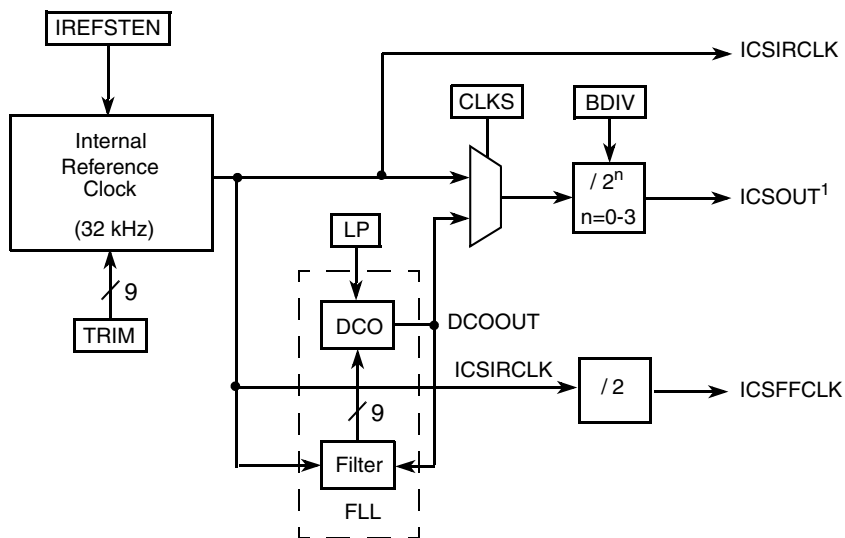 IREFSTEN
ICSIRCLK
CLKS
BDIV
Internal
Reference
Clock
(32 kHz)
/ 2ⁿ
n=0-3
ICSOUT¹
LP
9
TRIM
DCO
DCOOUT
ICSIRCLK
/ 2
ICSFFCLK
9
Filter
FLL